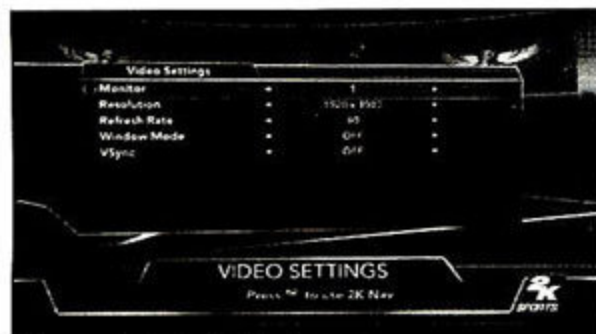 Video Settings
Monitor 1
Resolution
Refresh Rate
Window Mode OFF
VSync OFF
VIDEO SETTINGS
Press to use 2K Nav
2K
SPORTS